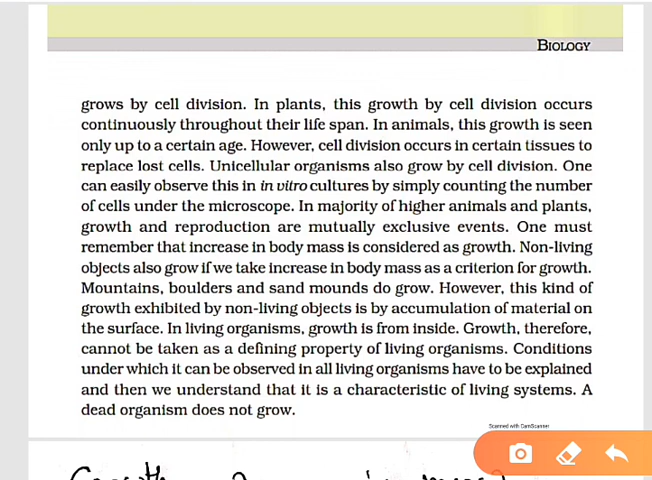 BIOLOGY
grows by cell division. In plants, this growth by cell division occurs
continuously throughout their life span. In animals, this growth is seen
only up to a certain age. However, cell division occurs in certain tissues to
replace lost cells. Unicellular organisms also grow by cell division. One
can easily observe this in in vitro cultures by simply counting the number
of cells under the microscope. In majority of higher animals and plants,
growth and reproduction are mutually exclusive events. One must
remember that increase in body mass is considered as growth. Non-living
objects also grow if we take increase in body mass as a criterion for growth.
Mountains, boulders and sand mounds do grow. However, this kind of
growth exhibited by non-living objects is by accumulation of material on
the surface. In living organisms, growth is from inside. Growth, therefore,
cannot be taken as a defining property of living organisms. Conditions
under which it can be observed in all living organisms have to be explained
and then we understand that it is a characteristic of living systems. A
dead organism does not grow.
Scanned with CamScanner
Growth